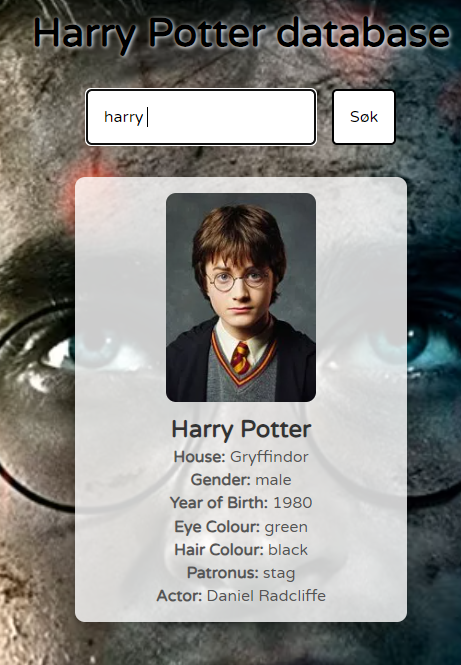 Harry Potter database
harry
Søk
Harry Potter
House: Gryffindor
Gender: male
Year of Birth: 1980
Eye Colour: green
Hair Colour: black
Patronus: stag
Actor: Daniel Radcliffe